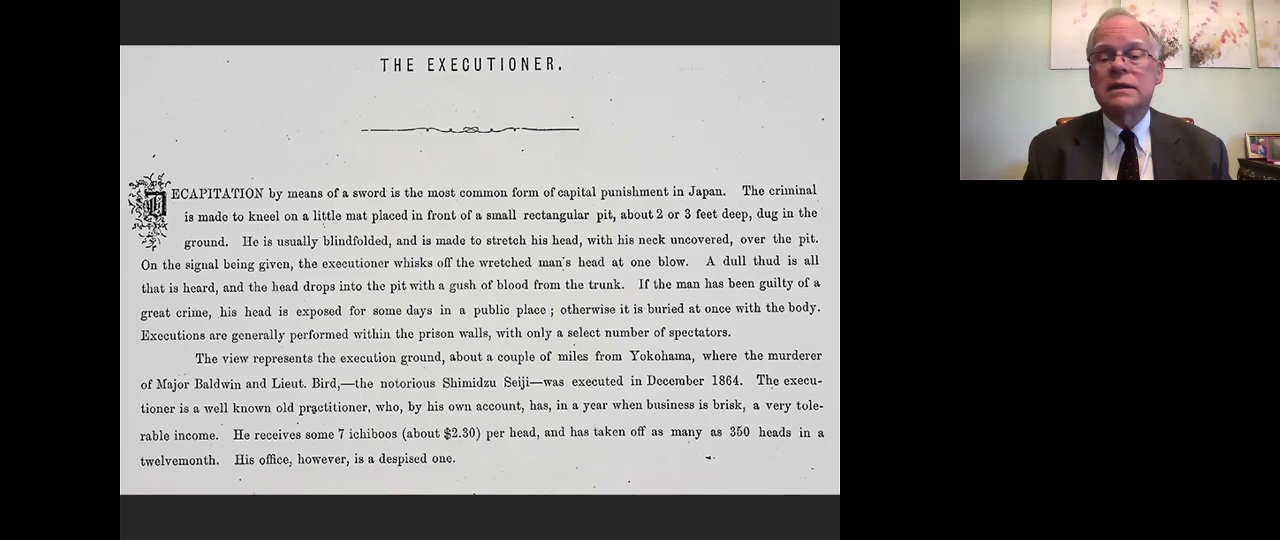 THE EXECUTIONER.
DECAPITATION by means of a sword is the most common form of capital punishment in Japan. The criminal
is made to kneel on a little mat placed in front of a small rectangular pit, about 2 or 3 feet deep, dug in the
ground. He is usually blindfolded, and is made to stretch his head, with his neck uncovered, over the pit.
On the signal being given, the executioner whisks off the wretched man's head at one blow. A dull thud is all
that is heard, and the head drops into the pit with a gush of blood from the trunk. If the man has been guilty of a
great crime, his head is exposed for some days in a public place; otherwise it is buried at once with the body.
Executions are generally performed within the prison walls, with only a select number of spectators.
The view represents the execution ground, about a couple of miles from Yokohama, where the murderer
of Major Baldwin and Lieut. Bird,—the notorious Shimidzu Seiji—was executed in December 1864. The execu-
tioner is a well known old practitioner, who, by his own account, has, in a year when business is brisk, a very tole-
rable income. He receives some 7 ichiboos (about $2.30) per head, and has taken off as many as 350 heads in a
twelvemonth. His office, however, is a despised one.